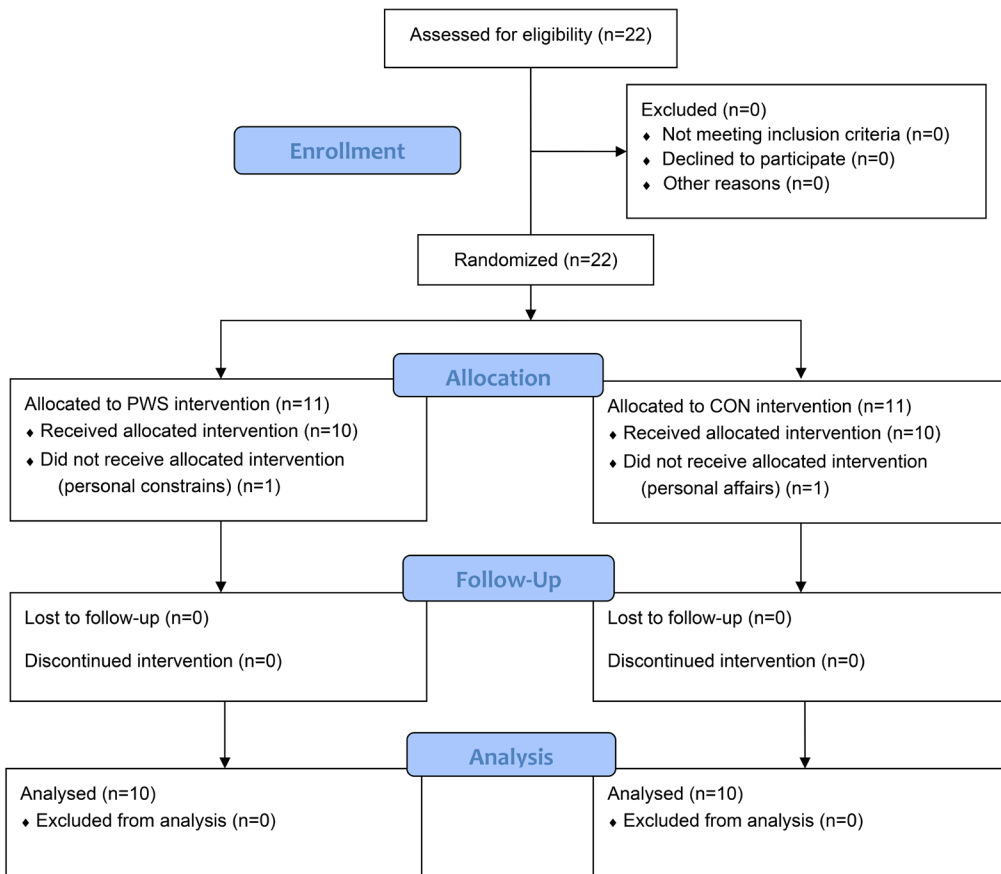 Assessed for eligibility (n=22)
Excluded (n=0)
♦ Not meeting inclusion criteria (n=0)
♦ Declined to participate (n=0)
♦ Other reasons (n=0)
Enrollment
Randomized (n=22)
Allocation
Allocated to PWS intervention (n=11)
♦ Received allocated intervention (n=10)
♦ Did not receive allocated intervention
(personal constrains) (n=1)
Allocated to CON intervention (n=11)
♦ Received allocated intervention (n=10)
♦ Did not receive allocated intervention
(personal affairs) (n=1)
Follow-Up
Lost to follow-up (n=0)
Discontinued intervention (n=0)
Lost to follow-up (n=0)
Discontinued intervention (n=0)
Analysis
Analysed (n=10)
♦ Excluded from analysis (n=0)
Analysed (n=10)
♦ Excluded from analysis (n=0)